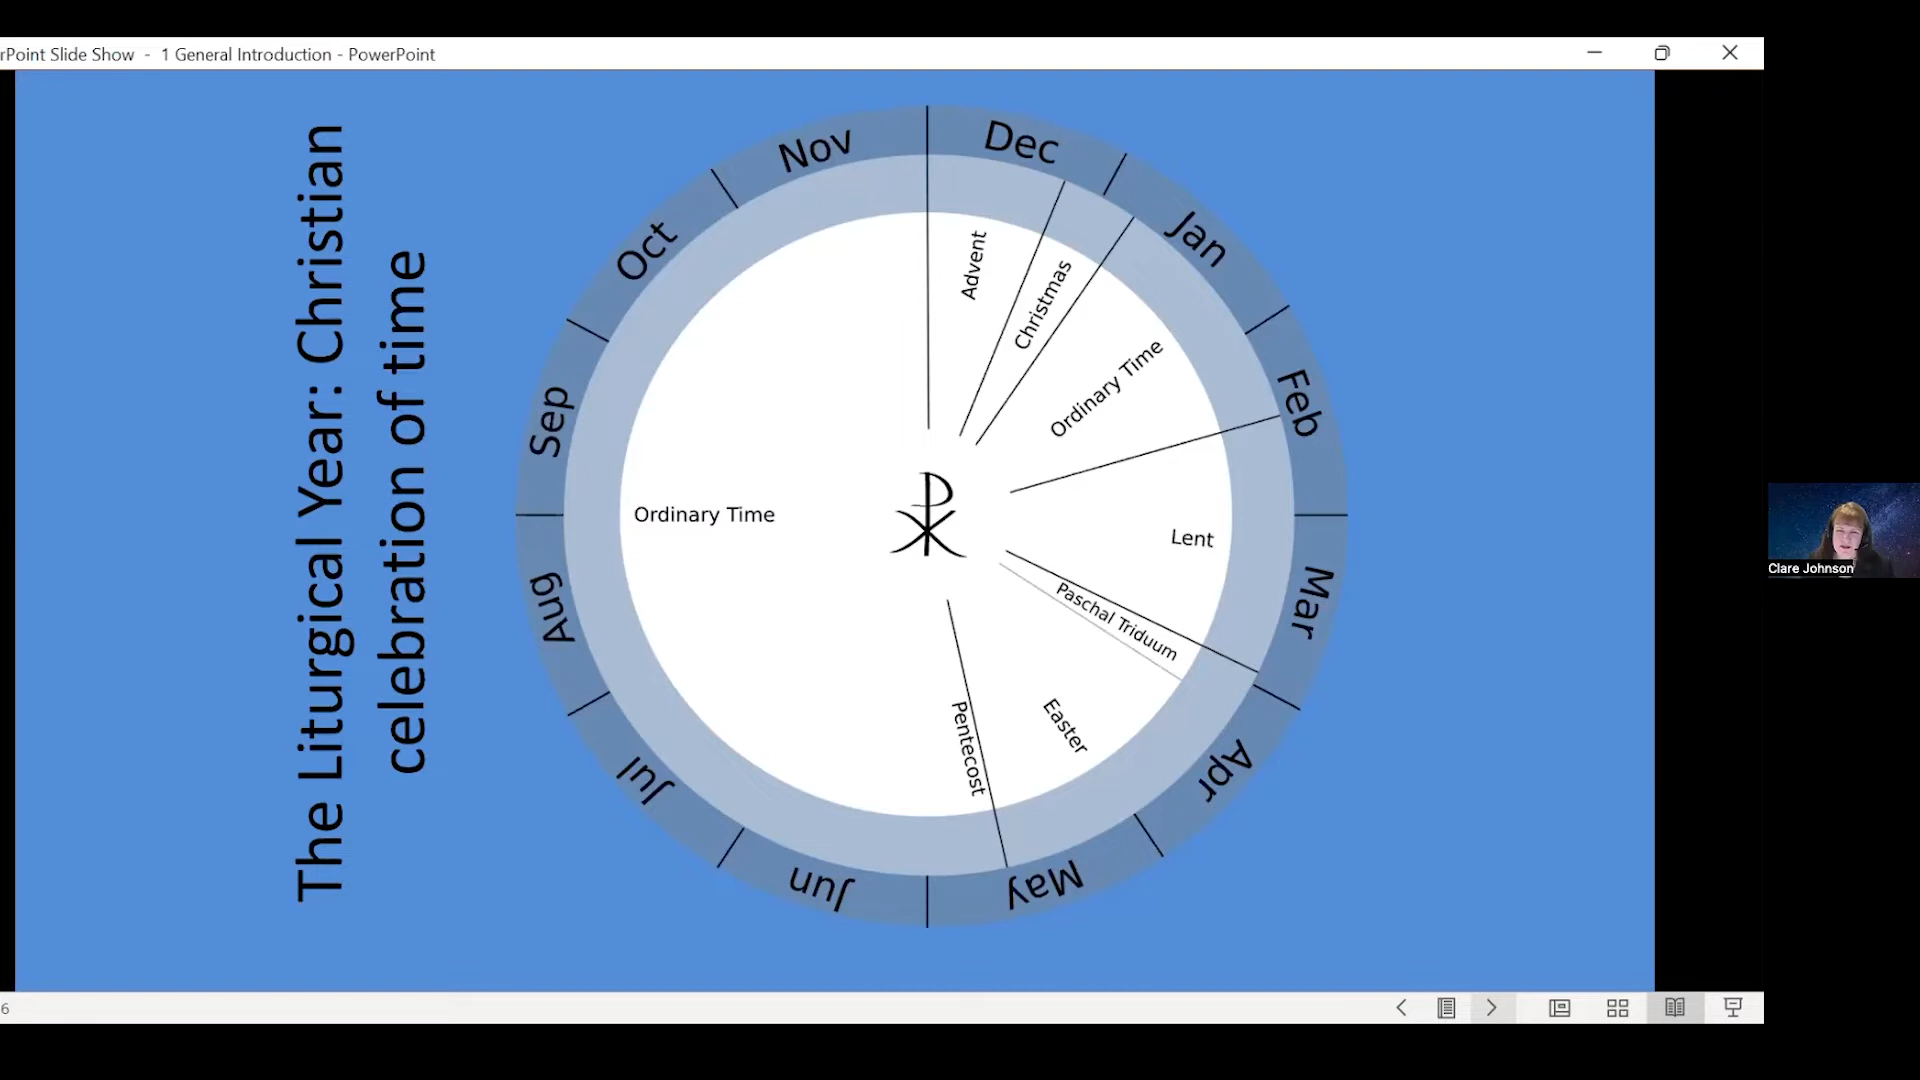 rPoint Slide Show - 1 General Introduction - PowerPoint
The Liturgical Year: Christian
celebration of time
Dec
Jan
Feb
Mar
Apr
May
Jun
Jul
Aug
Sep
Oct
Nov
Advent
Christmas
Ordinary Time
Lent
Paschal Triduum
Easter
Pentecost
Ordinary Time
Clare Johnson
6